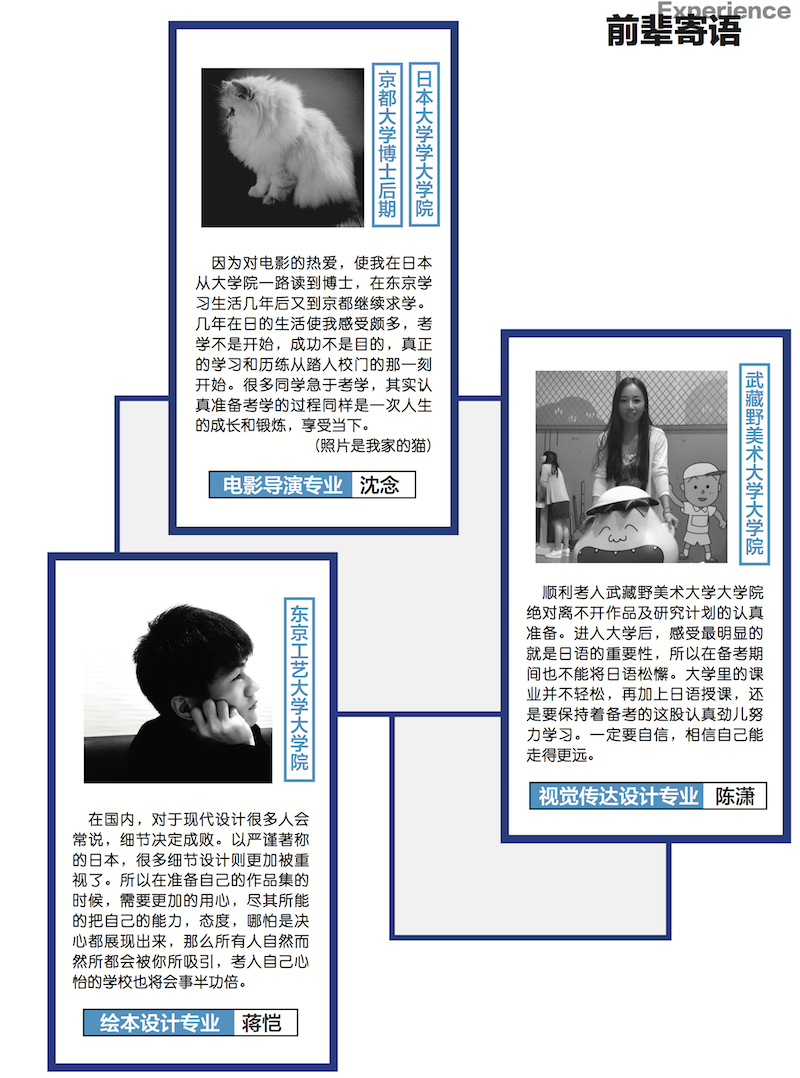 Experience
前辈寄语
日本大学学大学院
京都大学博士后期
因为对电影的热爱，使我在日本
从大学院一路读到博士，在东京学
习生活几年后又到京都继续求学。
几年在日的生活使我感受颇多，考
学不是开始，成功不是目的，真正
的学习和历练从踏入校门的那一刻
开始。很多同学急于考学，其实认
真准备考学的过程同样是一次人生
的成长和锻炼，享受当下。
（照片是我家的猫）
电影导演专业 沈念
武藏野美术大学大学院
顺利考入武藏野美术大学大学院
绝对离不开作品及研究计划的认真
准备。进入大学后，感受最明显的
就是日语的重要性，所以在备考期
间也不能将日语松懈。大学里的课
业并不轻松，再加上日语授课，还
是要保持着备考的这股认真劲儿努
力学习。一定要自信，相信自己能
走得更远。
视觉传达设计专业 陈潇
东京工艺大学大学院
在国内，对于现代设计很多人会
常说，细节决定成败。以严谨著称
的日本，很多细节设计则更加被重
视了。所以在准备自己的作品集的
时候，需要更加的用心，尽其所能
的把自己的能力，态度，哪怕是决
心都展现出来，那么所有人自然而
然所都会被你所吸引，考入自己心
怡的学校也将会事半功倍。
绘本设计专业 蒋恺